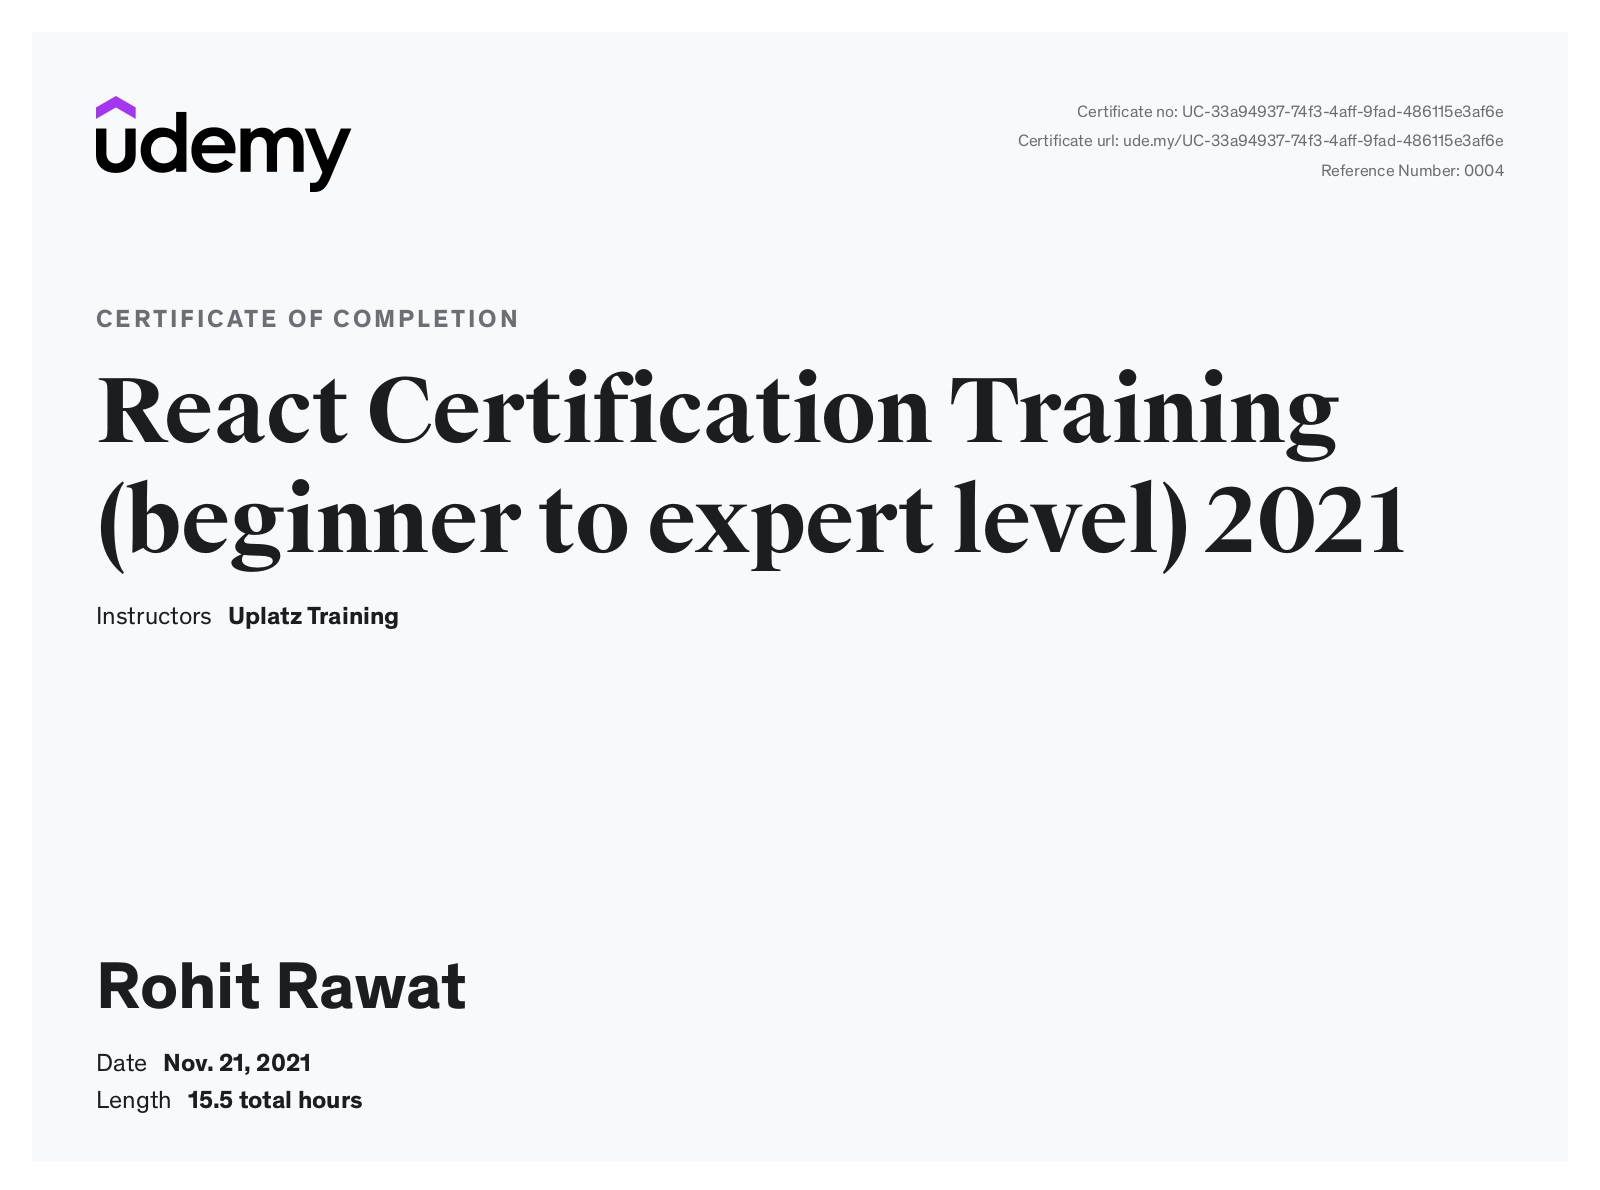 udemy
Certificate no: UC-33a94937-74f3-4aff-9fad-486115e3af6e
Certificate url: ude.my/UC-33a94937-74f3-4aff-9fad-486115e3af6e
Reference Number: 0004
CERTIFICATE OF COMPLETION
React Certification Training
(beginner to expert level) 2021
Instructors Uplatz Training
Rohit Rawat
Date Nov. 21, 2021
Length 15.5 total hours